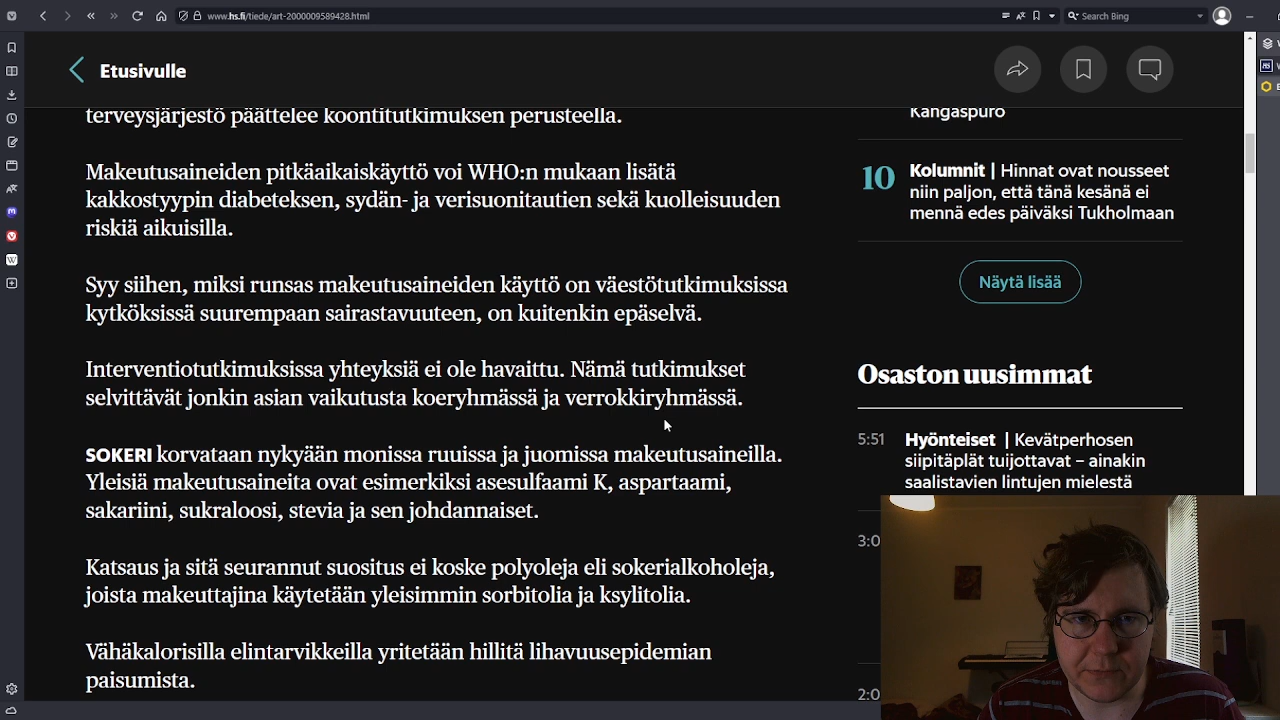 www.hs.fi/tiede/art-2000009589428.html
Search Bing
Etusivulle
terveysjärjestö päättelee koontitutkimuksen perusteella.
Makeutusaineiden pitkäaikaiskäyttö voi WHO:n mukaan lisätä
kakkostyypin diabeteksen, sydän- ja verisuonitautien sekä kuolleisuuden
riskiä aikuisilla.
Syy siihen, miksi runsas makeutusaineiden käyttö on väestötutkimuksissa
kytköksissä suurempaan sairastavuuteen, on kuitenkin epäselvä.
Interventiotutkimuksissa yhteyksiä ei ole havaittu. Nämä tutkimukset
selvittävät jonkin asian vaikutusta koeryhmässä ja verrokkiryhmässä.
SOKERI korvataan nykyään monissa ruuissa ja juomissa makeutusaineilla.
Yleisiä makeutusaineita ovat esimerkiksi asesulfaami K, aspartaami,
sakariini, sukraloosi, stevia ja sen johdannaiset.
Katsaus ja sitä seurannut suositus ei koske polyoleja eli sokerialkoholeja,
joista makeuttajina käytetään yleisimmin sorbitolia ja ksylitolia.
Vähäkalorisilla elintarvikkeilla yritetään hillitä lihavuusepidemian
paisumista.
Kangaspuro
10
Kolumnit | Hinnat ovat nousseet
niin paljon, että tänä kesänä ei
mennä edes päiväksi Tukholmaan
Näytä lisää
Osaston uusimmat
5:51
Hyönteiset | Kevätperhosen
siipitäplät tuijottavat – ainakin
saalistavien lintujen mielestä
3:0
2:0